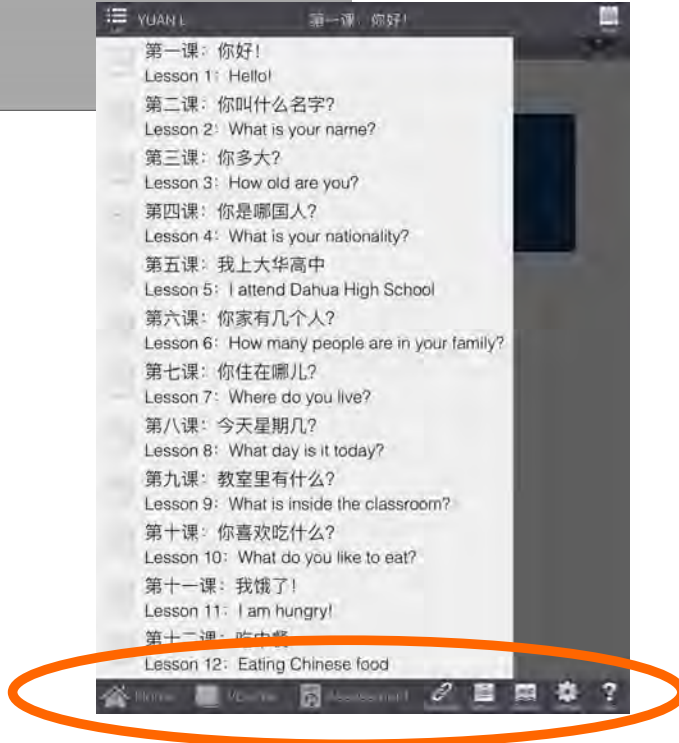 YUAN L
第一课：你好！
第一课：你好！
Lesson 1：Hello!
第二课：你叫什么名字?
Lesson 2：What is your name?
第三课：你多大?
Lesson 3：How old are you?
第四课：你是哪国人?
Lesson 4：What is your nationality?
第五课：我上大华高中
Lesson 5：I attend Dahua High School
第六课：你家有几个人?
Lesson 6：How many people are in your family?
第七课：你住在哪儿?
Lesson 7：Where do you live?
第八课：今天星期几?
Lesson 8：What day is it today?
第九课：教室里有什么?
Lesson 9：What is inside the classroom?
第十课：你喜欢吃什么?
Lesson 10：What do you like to eat?
第十一课：我饿了!
Lesson 11：I am hungry!
第十二课：吃中餐
Lesson 12：Eating Chinese food
Home Assessment ?